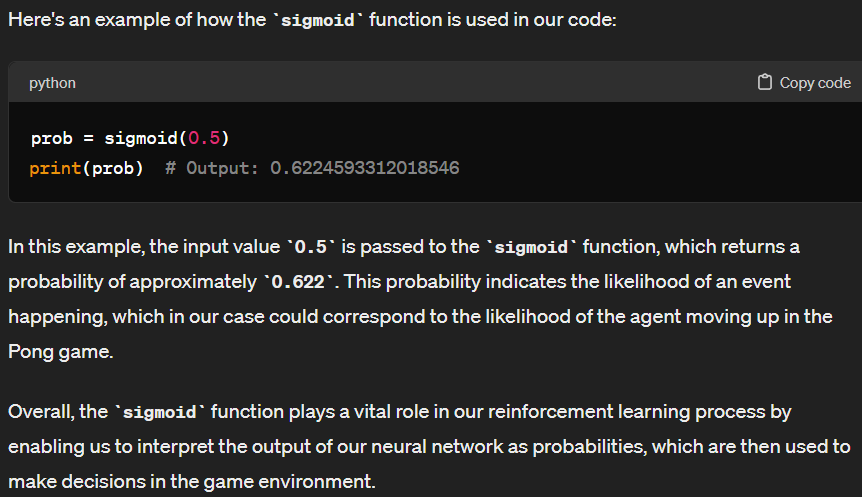 Here's an example of how the `sigmoid` function is used in our code:
python
Copy code
prob = sigmoid(0.5)
print(prob)  # Output: 0.6224593312018546
In this example, the input value `0.5` is passed to the `sigmoid` function, which returns a
probability of approximately `0.622`. This probability indicates the likelihood of an event
happening, which in our case could correspond to the likelihood of the agent moving up in the
Pong game.
Overall, the `sigmoid` function plays a vital role in our reinforcement learning process by
enabling us to interpret the output of our neural network as probabilities, which are then used to
make decisions in the game environment.